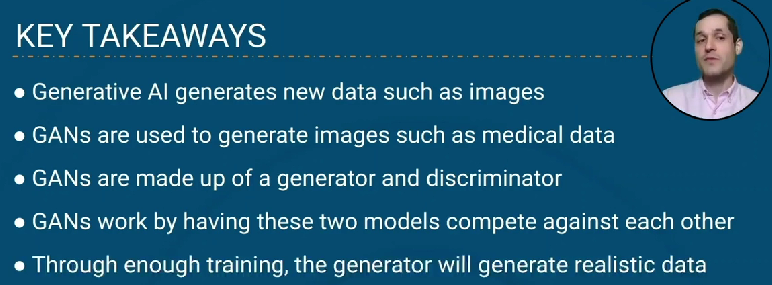 KEY TAKEAWAYS
● Generative AI generates new data such as images
● GANs are used to generate images such as medical data
● GANs are made up of a generator and discriminator
● GANs work by having these two models compete against each other
● Through enough training, the generator will generate realistic data